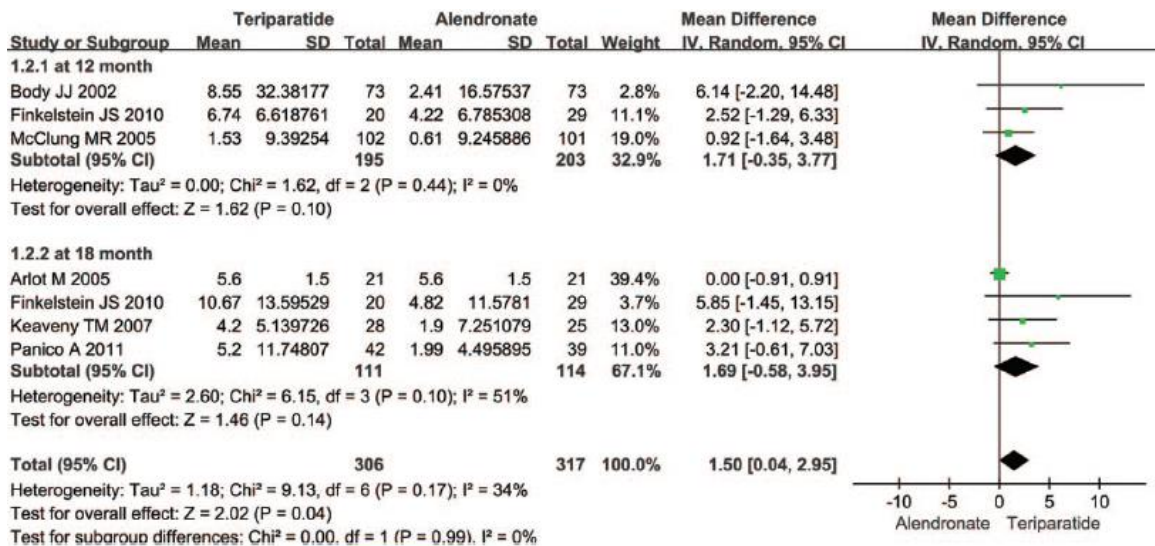 Teriparatide Alendronate Mean Difference Mean Difference
Study or Subgroup Mean SD Total Mean SD Total Weight IV, Random, 95% CI IV, Random, 95% CI
1.2.1 at 12 month
Body JJ 2002 8.55 32.38177 73 2.41 16.57537 73 2.8% 6.14 [-2.20, 14.48]
Finkelstein JS 2010 6.74 6.618761 20 4.22 6.785308 29 11.1% 2.52 [-1.29, 6.33]
McClung MR 2005 1.53 9.39254 102 0.61 9.245886 101 19.0% 0.92 [-1.64, 3.48]
Subtotal (95% CI) 195 203 32.9% 1.71 [-0.35, 3.77]
Heterogeneity: Tau² = 0.00; Chi² = 1.62, df = 2 (P = 0.44); I² = 0%
Test for overall effect: Z = 1.62 (P = 0.10)
1.2.2 at 18 month
Arlot M 2005 5.6 1.5 21 5.6 1.5 21 39.4% 0.00 [-0.91, 0.91]
Finkelstein JS 2010 10.67 13.59529 20 4.82 11.5781 29 3.7% 5.85 [-1.45, 13.15]
Keaveny TM 2007 4.2 5.139726 28 1.9 7.251079 25 13.0% 2.30 [-1.12, 5.72]
Panico A 2011 5.2 11.74807 42 1.99 4.495895 39 11.0% 3.21 [-0.61, 7.03]
Subtotal (95% CI) 111 114 67.1% 1.69 [-0.58, 3.95]
Heterogeneity: Tau² = 2.60; Chi² = 6.15, df = 3 (P = 0.10); I² = 51%
Test for overall effect: Z = 1.46 (P = 0.14)
Total (95% CI) 306 317 100.0% 1.50 [0.04, 2.95]
Heterogeneity: Tau² = 1.18; Chi² = 9.13, df = 6 (P = 0.17); I² = 34%
Test for overall effect: Z = 2.02 (P = 0.04)
Test for subgroup differences: Chi² = 0.00, df = 1 (P = 0.99), I² = 0%
-10 -5 0 5 10
Alendronate Teriparatide